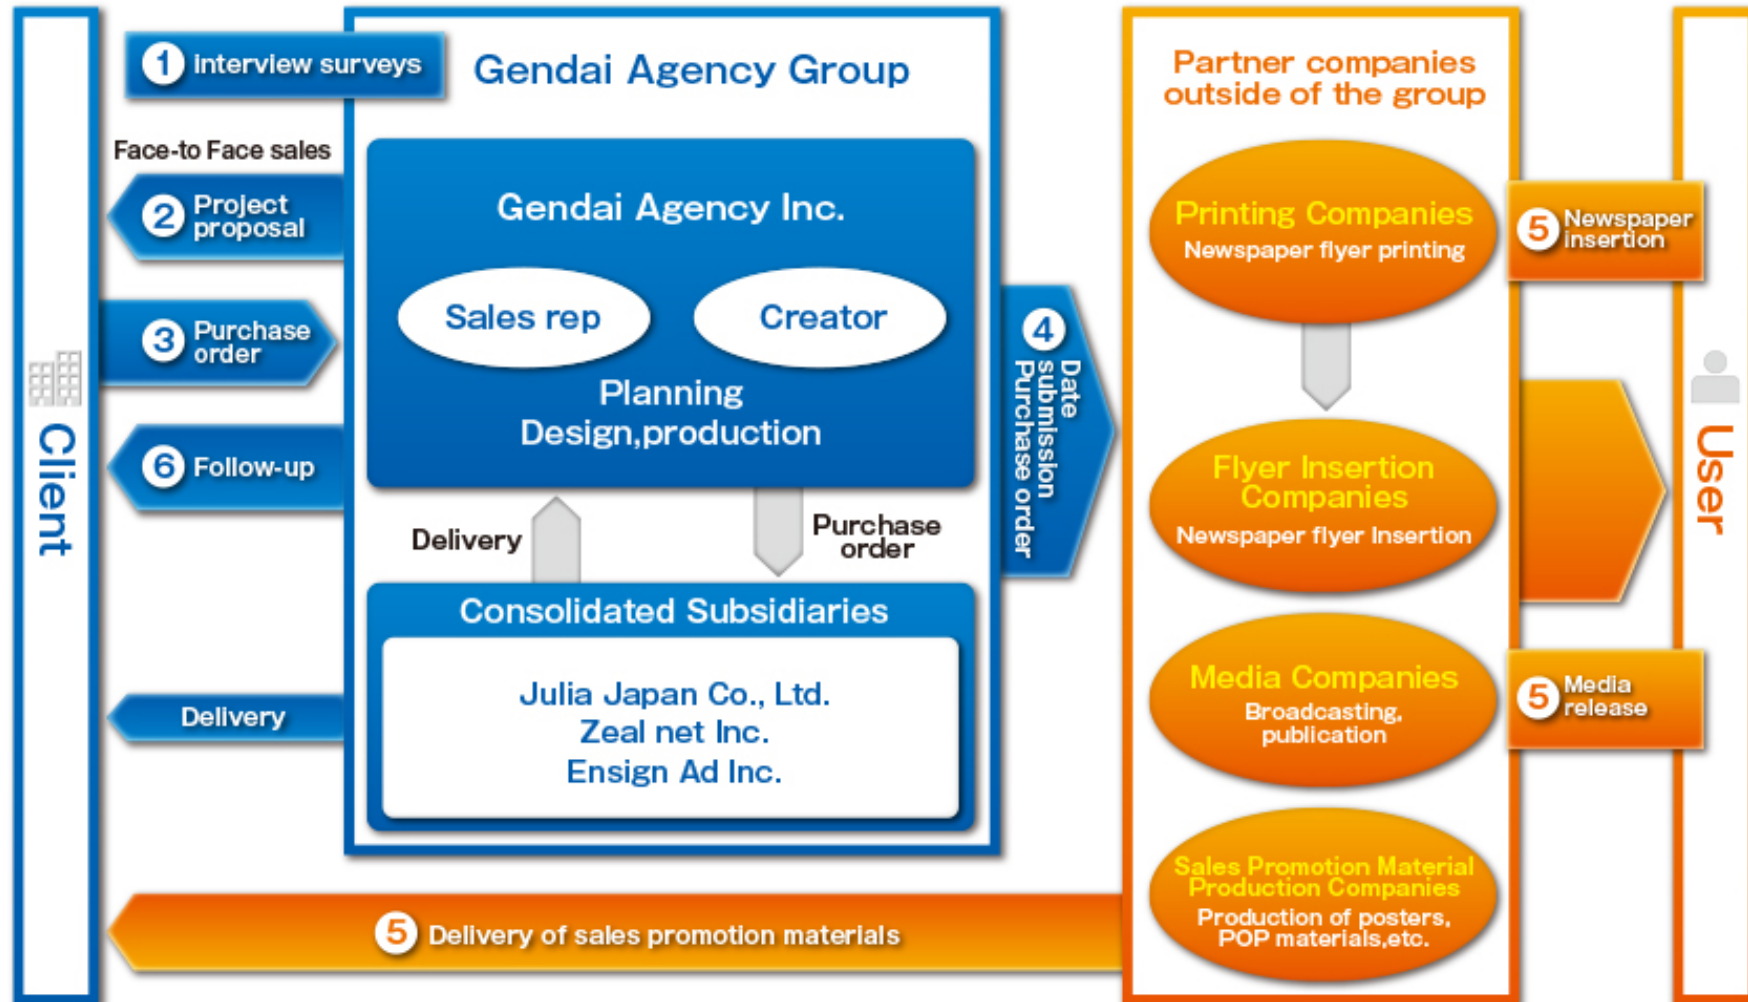 Client
1 interview surveys
Face-to Face sales
2 Project
proposal
3 Purchase
order
6 Follow-up
Delivery
Gendai Agency Group
Gendai Agency Inc.
Sales rep
Creator
Planning
Design,production
Delivery
Purchase
order
Consolidated Subsidiaries
Julia Japan Co., Ltd.
Zeal net Inc.
Ensign Ad Inc.
4 Date
submission
Purchase order
Partner companies
outside of the group
Printing Companies
Newspaper flyer printing
Flyer Insertion
Companies
Newspaper flyer Insertion
Media Companies
Broadcasting,
publication
Sales Promotion Material
Production Companies
Production of posters,
POP materials,etc.
5 Newspaper
insertion
5 Media
release
5 Delivery of sales promotion materials
User